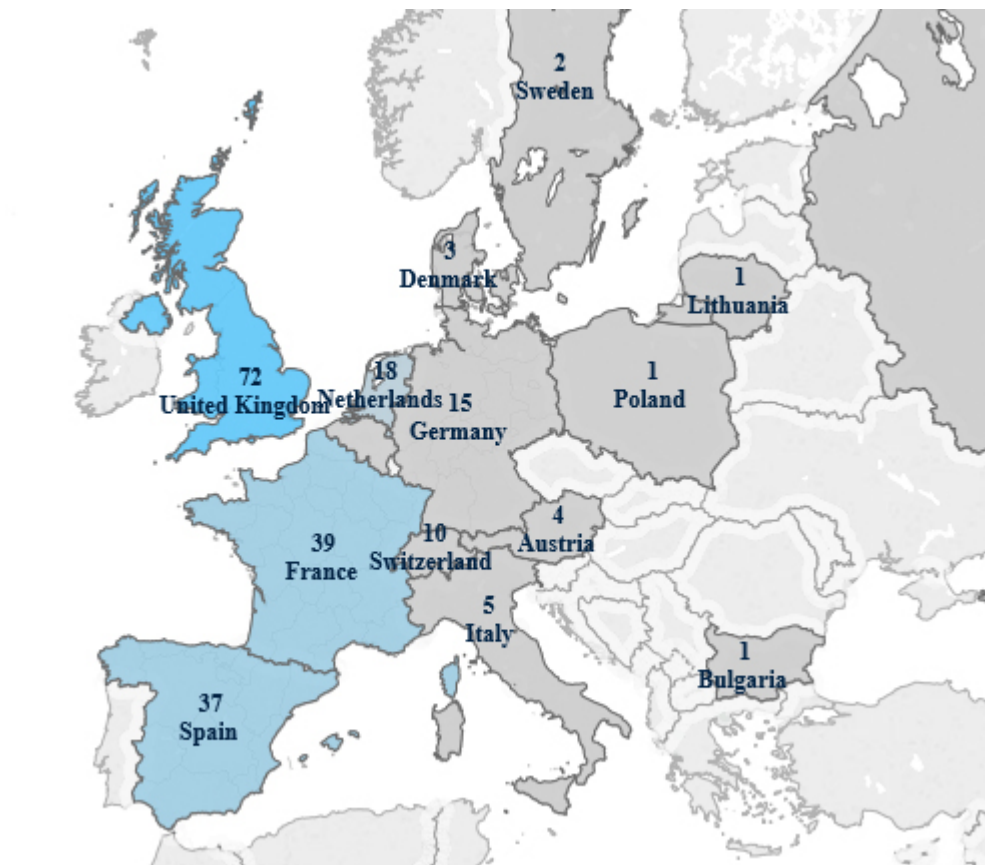 2
Sweden
3
Denmark
1
Lithuania
72
United Kingdom
18
Netherlands
15
Germany
1
Poland
39
France
10
Switzerland
4
Austria
5
Italy
1
Bulgaria
37
Spain